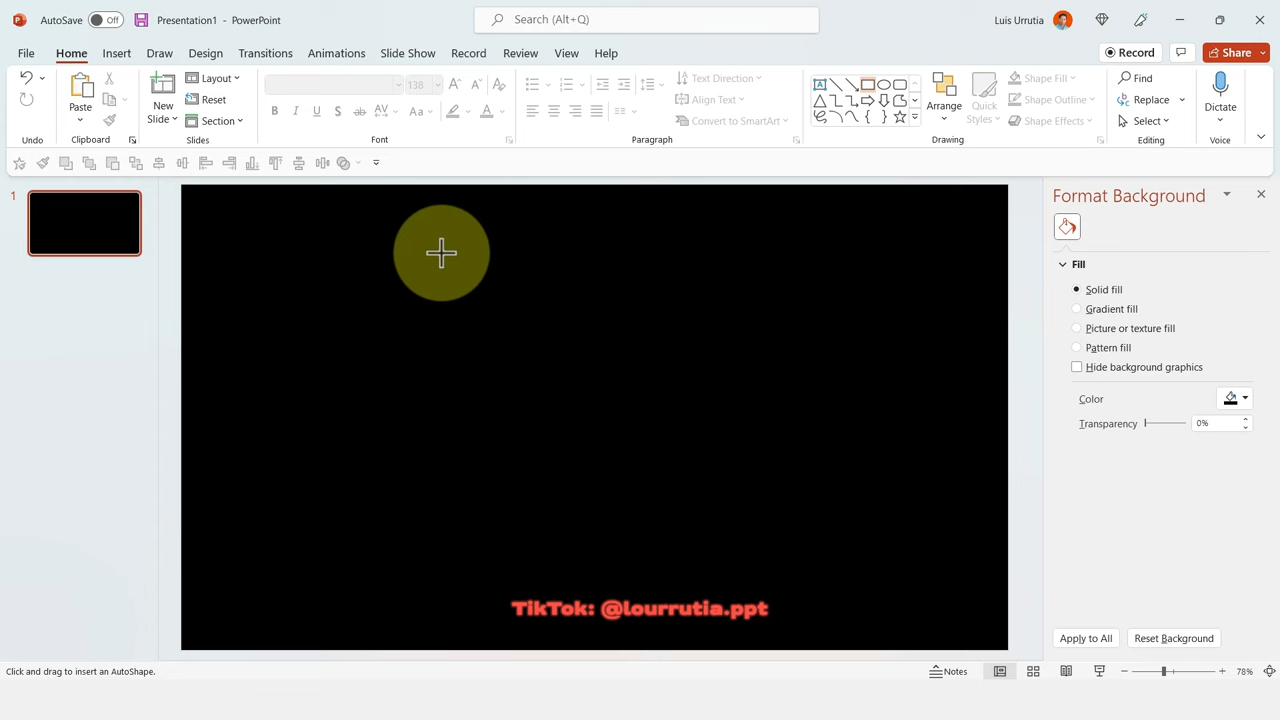 AutoSave Off Presentation1 - PowerPoint Search (Alt+Q) Luis Urrutia
File Home Insert Draw Design Transitions Animations Slide Show Record Review View Help Record Share
Undo
Paste
Clipboard
New Slide
Layout
Reset
Section
Slides
138
B I U S AV Aa A
Font
Text Direction
Align Text
Convert to SmartArt
Paragraph
Arrange
Quick Styles
Shape Fill
Shape Outline
Shape Effects
Drawing
Find
Replace
Select
Editing
Dictate
Voice
1
TikTok: @lourrutia.ppt
Format Background
Fill
Solid fill
Gradient fill
Picture or texture fill
Pattern fill
Hide background graphics
Color
Transparency 0%
Apply to All Reset Background
Click and drag to insert an AutoShape. Notes 78%